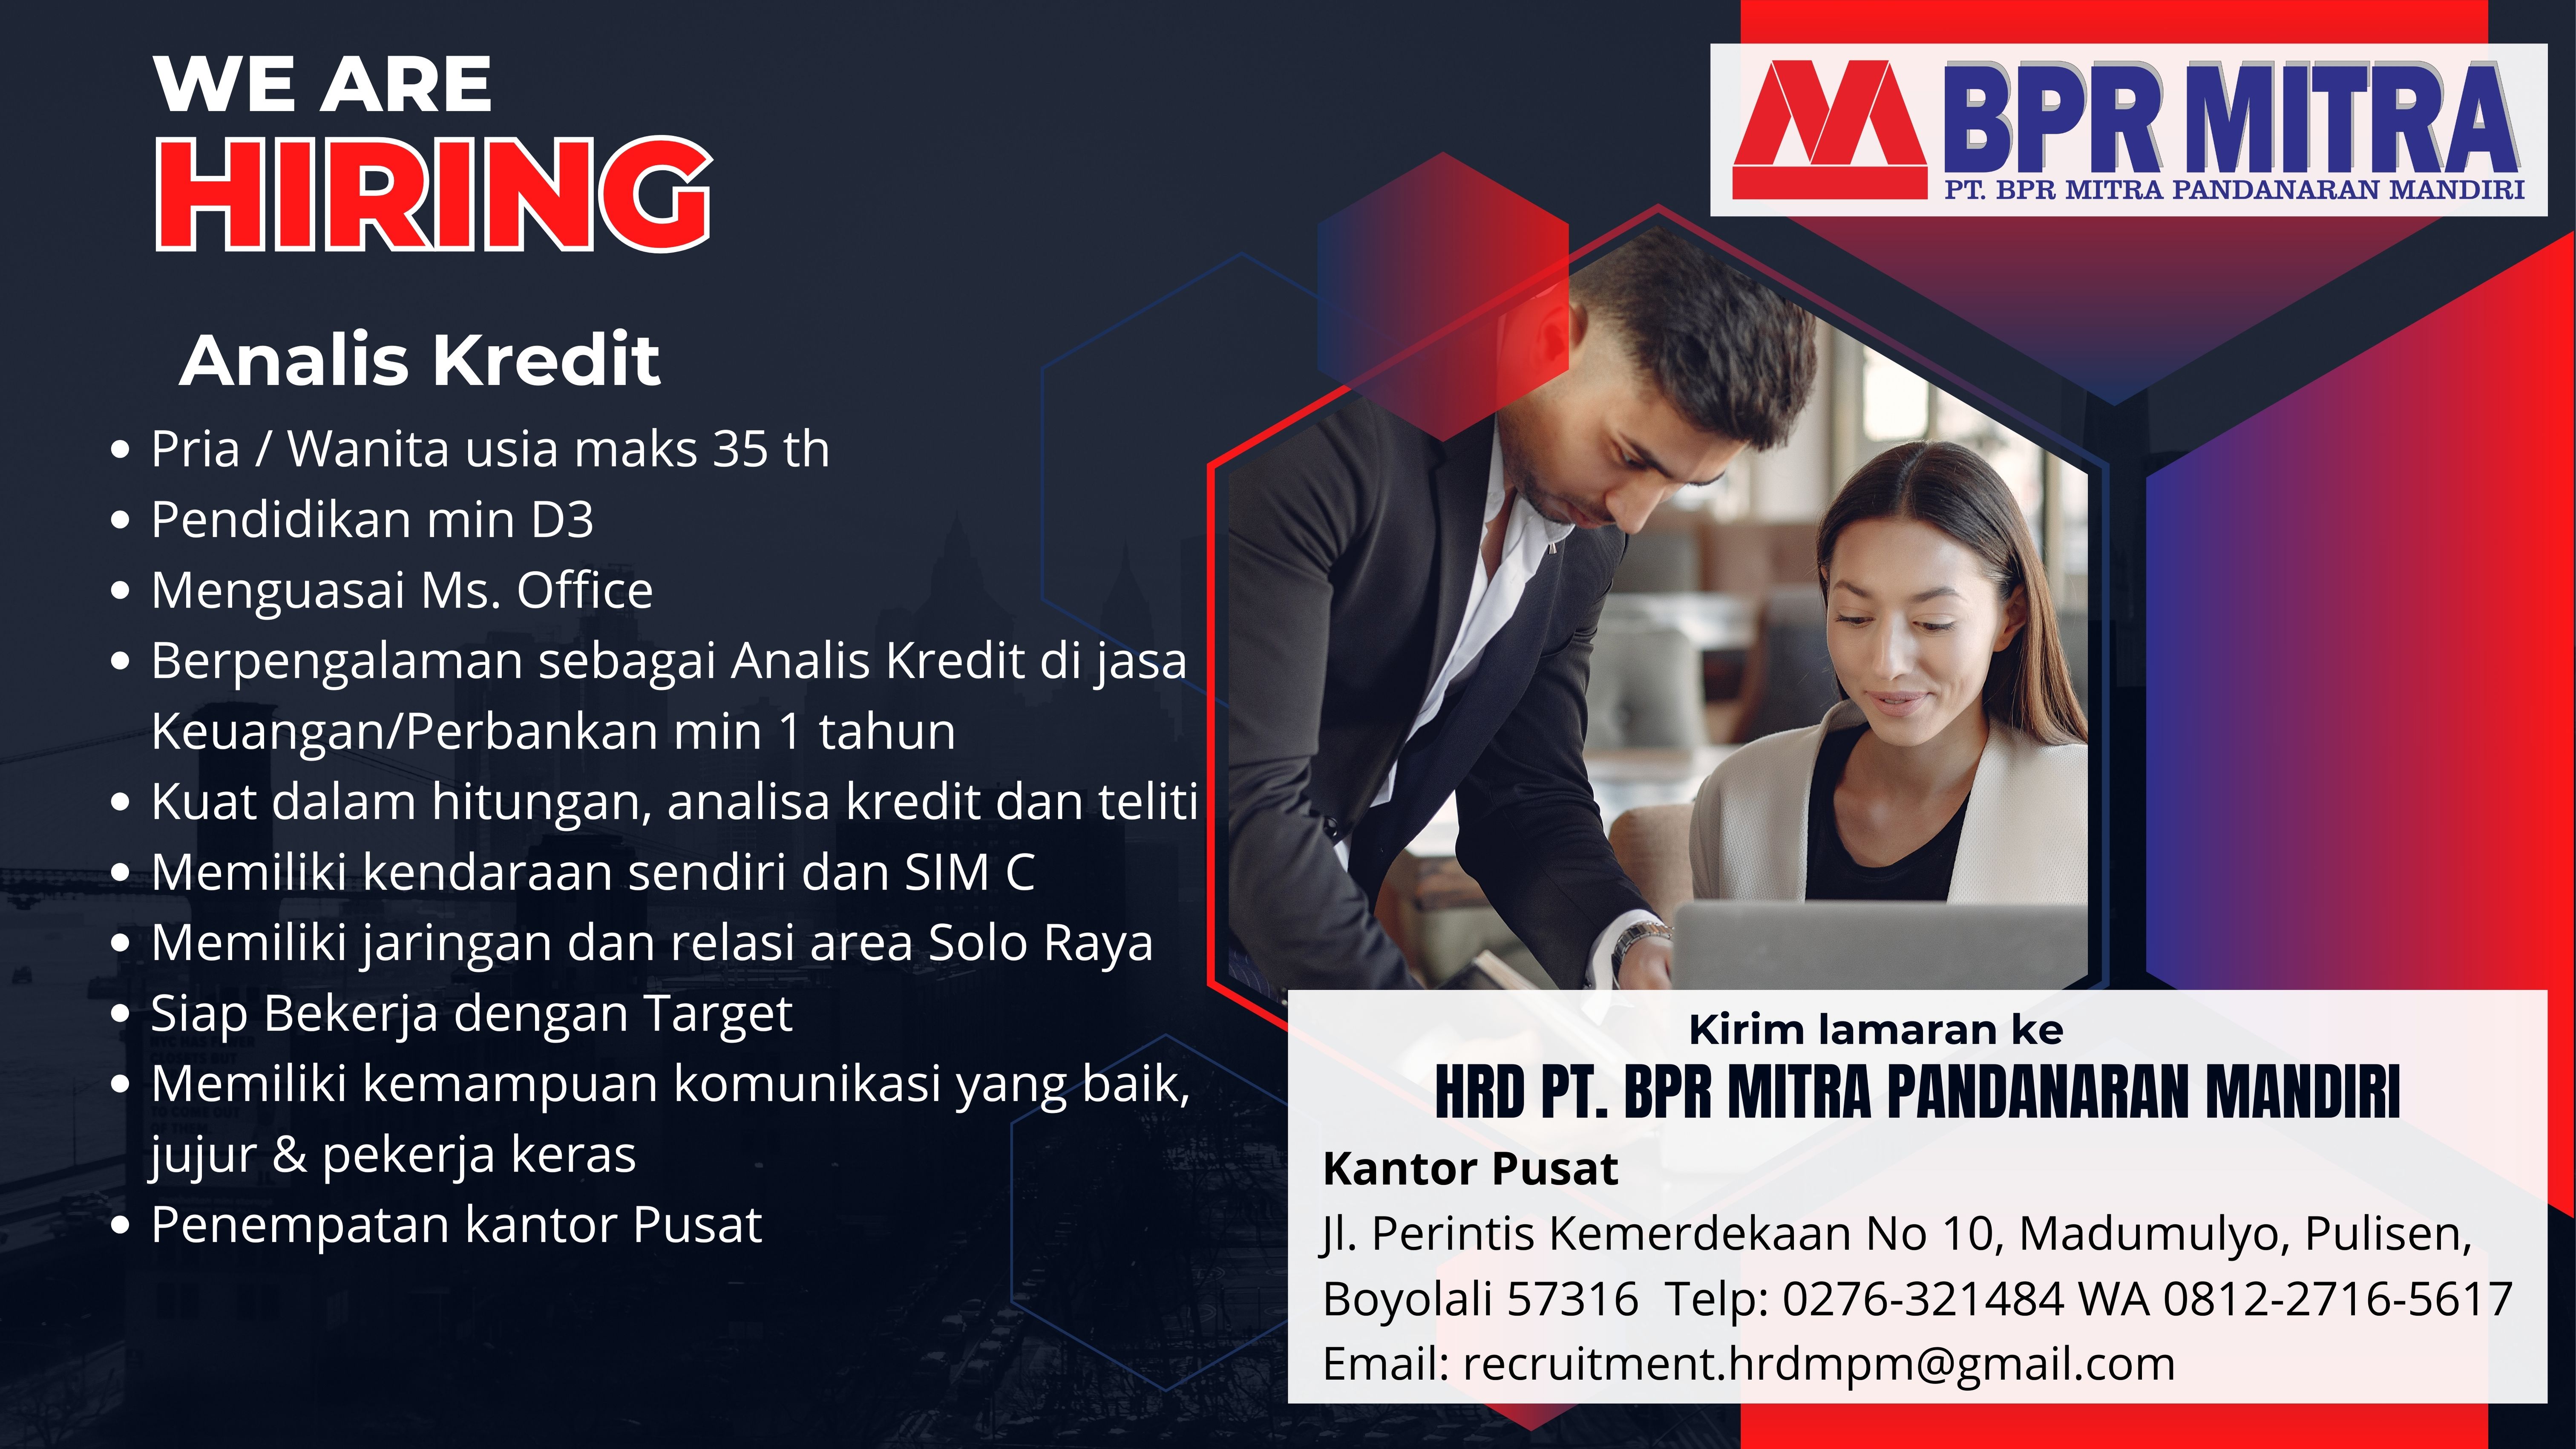 WE ARE
HIRING
BPR MITRA
PT. BPR MITRA PANDANARAN MANDIRI
Analis Kredit
• Pria / Wanita usia maks 35 th
• Pendidikan min D3
• Menguasai Ms. Office
• Berpengalaman sebagai Analis Kredit di jasa
Keuangan/Perbankan min 1 tahun
• Kuat dalam hitungan, analisa kredit dan teliti
• Memiliki kendaraan sendiri dan SIM C
• Memiliki jaringan dan relasi area Solo Raya
• Siap Bekerja dengan Target
• Memiliki kemampuan komunikasi yang baik,
jujur & pekerja keras
• Penempatan kantor Pusat
Kirim lamaran ke
HRD PT. BPR MITRA PANDANARAN MANDIRI
Kantor Pusat
Jl. Perintis Kemerdekaan No 10, Madumulyo, Pulisen,
Boyolali 57316  Telp: 0276-321484 WA 0812-2716-5617
Email: recruitment.hrdmpm@gmail.com